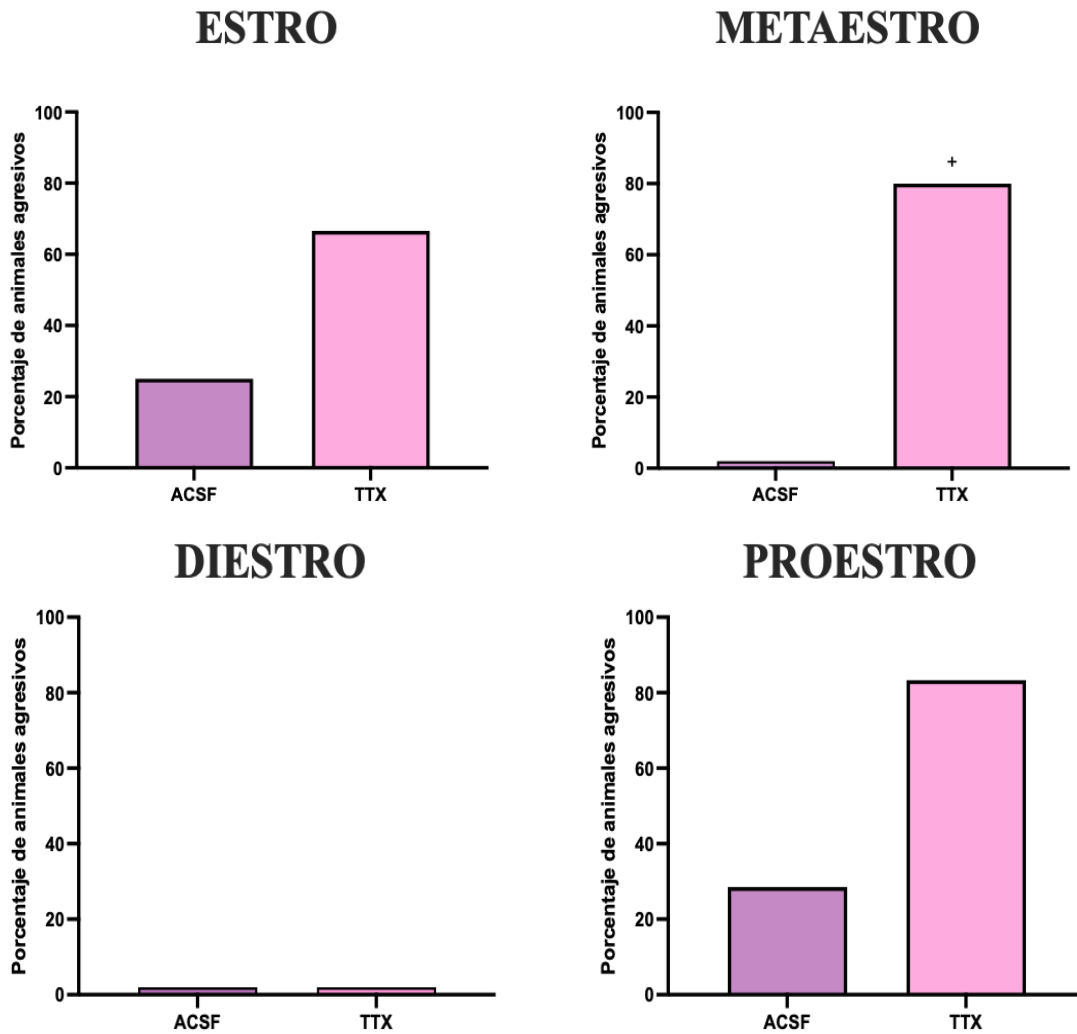 ESTRO
Porcentaje de animales agresivos
100
80
60
40
20
0
ACSF TTX
METAESTRO
Porcentaje de animales agresivos
100
80
60
40
20
0
+
ACSF TTX
DIESTRO
Porcentaje de animales agresivos
100
80
60
40
20
0
ACSF TTX
PROESTRO
Porcentaje de animales agresivos
100
80
60
40
20
0
ACSF TTX